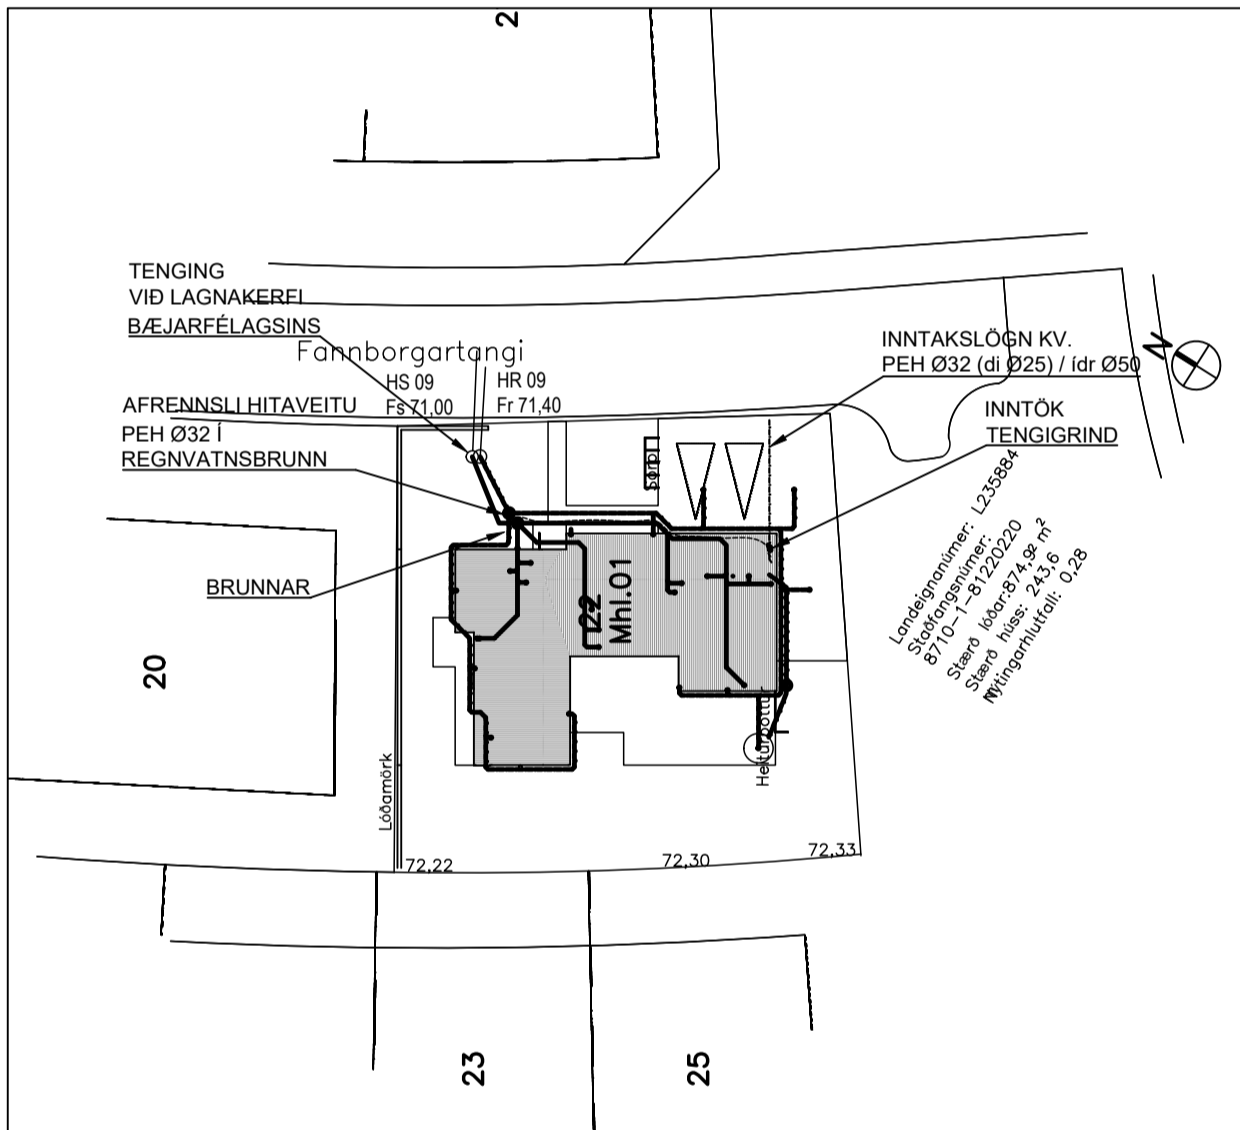 2
TENGING
VIÐ LAGNAKERFI
BÆJARFÉLAGSINS
Fannborgartangi
HS 09
Fs 71,00
HR 09
Fr 71,40
AFRENNSLI HITAVEITU
PEH Ø32 Í
REGNVATNSBRUNN
INNTAKSLÖGN KV.
PEH Ø32 (di Ø25) / ídr Ø50
N
INNTÖK
TENGIGRIND
Sorp
BRUNNAR
22
Mhl.01
Landeignanúmer: L235884
Staðfangsnúmer:
8710-1-81220220
Stærð lóðar: 874,92 m²
Stærð húss: 243,6
Nýtingarhlutfall: 0,28
20
Lóðamörk
Heitur pottur
72,22
72,30
72,33
23
25